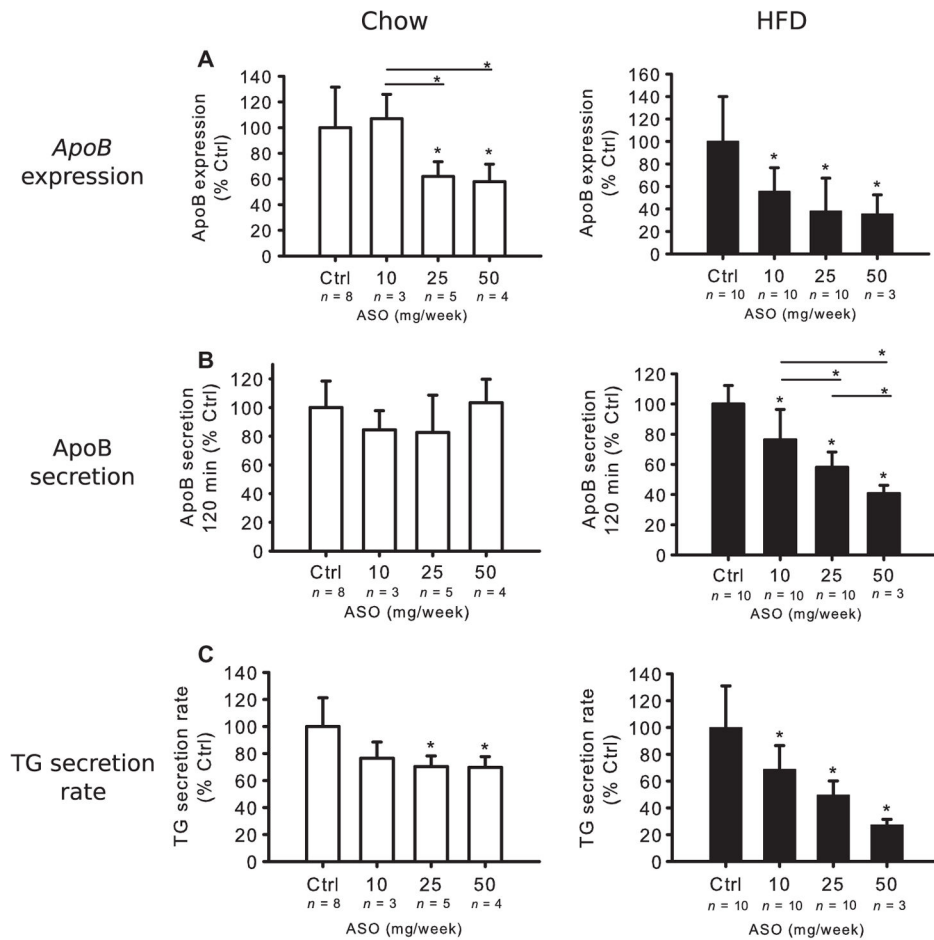 Chow
HFD
ApoB
expression
A
ApoB expression
(% Ctrl)
140
120
100
80
60
40
20
0
*
*
*
*
Ctrl 10 25 50
n = 8 n = 3 n = 5 n = 4
ASO (mg/week)
ApoB expression
(% Ctrl)
160
140
120
100
80
60
40
20
0
*
*
*
Ctrl 10 25 50
n = 10 n = 10 n = 10 n = 3
ASO (mg/week)
ApoB
secretion
B
ApoB secretion
120 min (% Ctrl)
120
100
80
60
40
20
0
Ctrl 10 25 50
n = 8 n = 3 n = 5 n = 4
ASO (mg/week)
ApoB secretion
120 min (% Ctrl)
120
100
80
60
40
20
0
*
*
*
*
*
*
Ctrl 10 25 50
n = 10 n = 10 n = 10 n = 3
ASO (mg/week)
TG secretion
rate
C
TG secretion rate
(% Ctrl)
140
120
100
80
60
40
20
0
* *
Ctrl 10 25 50
n = 8 n = 3 n = 5 n = 4
ASO (mg/week)
TG secretion rate
(% Ctrl)
140
120
100
80
60
40
20
0
*
*
*
Ctrl 10 25 50
n = 10 n = 10 n = 10 n = 3
ASO (mg/week)